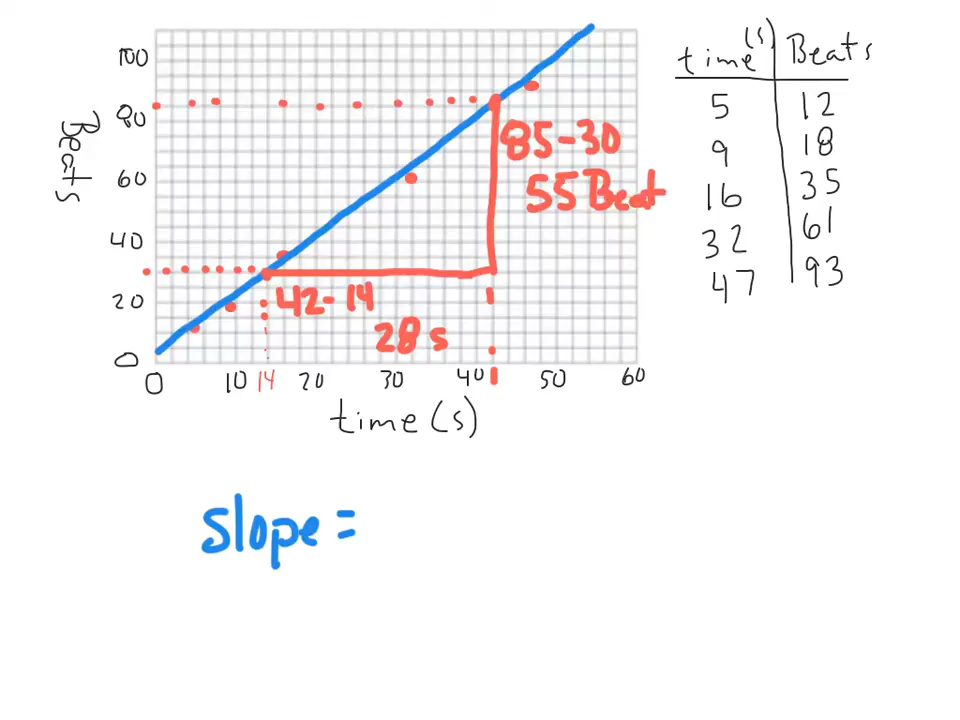 time (s) Beats
5 12
9 18
16 35
32 61
47 93
100
80
60
40
20
0
Beats
85-30
55 Beat
42-14
28 s
0 10 14 20 30 40 50 60
time (s)
slope =